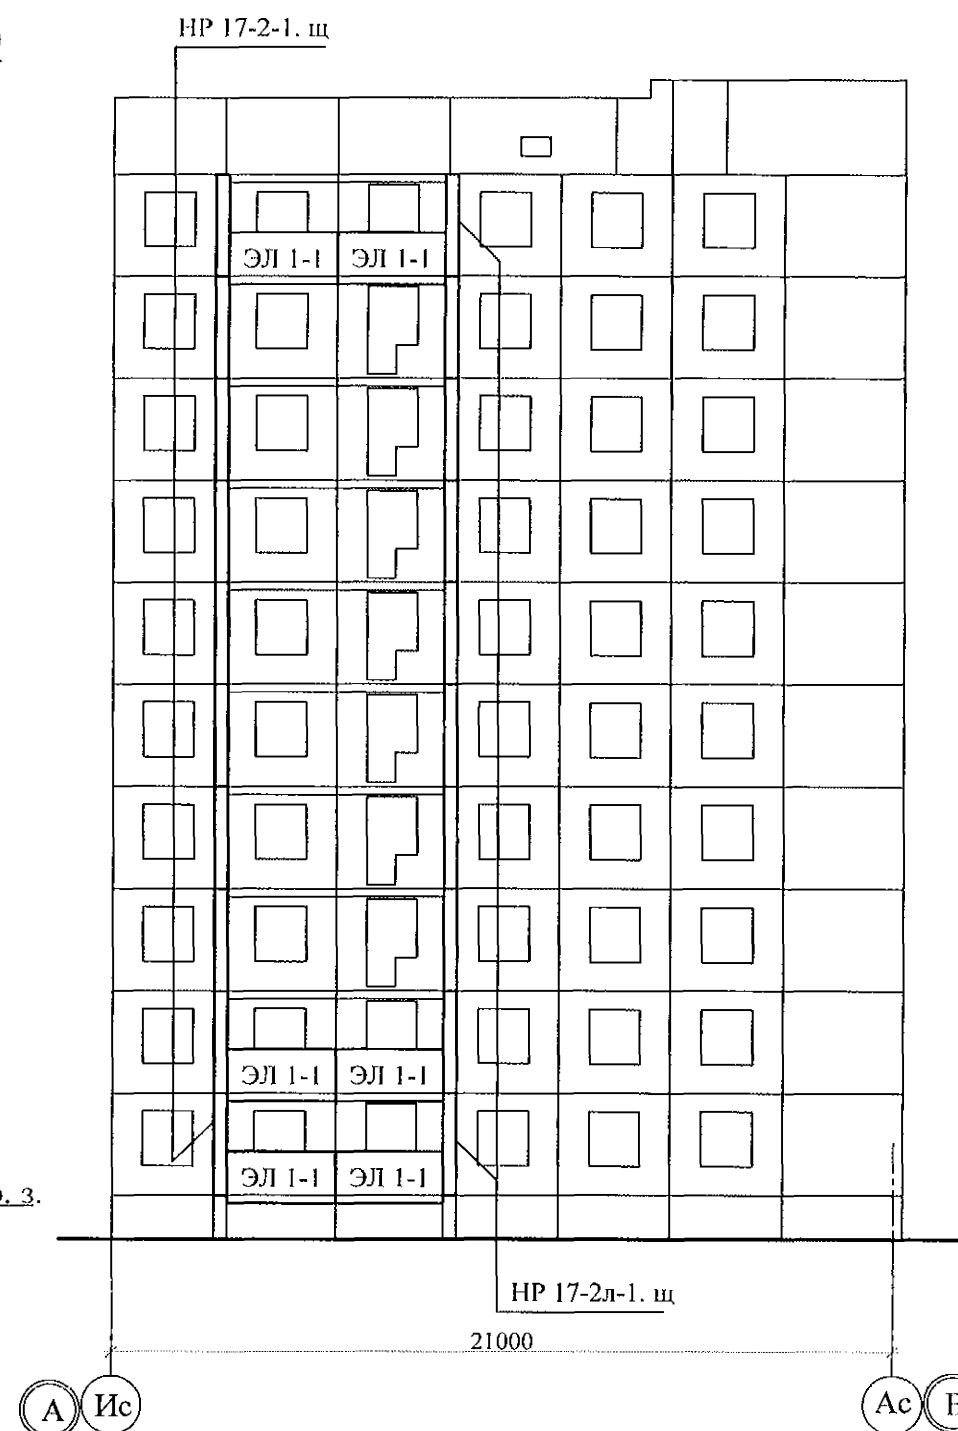 НР 17-2-1. щ
ЭЛ 1-1 ЭЛ 1-1
ЭЛ 1-1 ЭЛ 1-1
ЭЛ 1-1 ЭЛ 1-1
. 3.
НР 17-2л-1. щ
21000
А Ис Ас